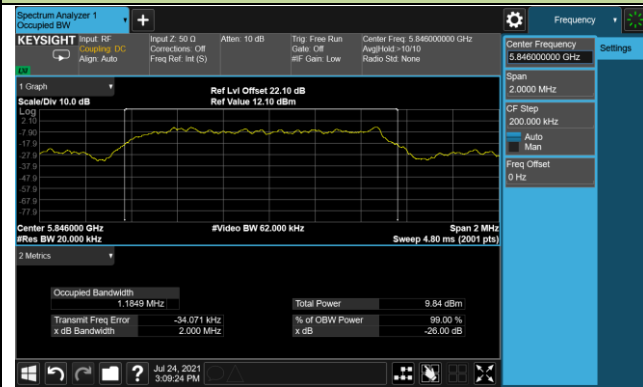 Spectrum Analyzer 1
Occupied BW
+
Frequency
KEYSIGHT
Input: RF
Coupling: DC
Align: Auto
Input Z: 50 Ω
Corrections: Off
Freq Ref: Int (S)
Atten: 10 dB
Trig: Free Run
Gate: Off
#IF Gain: Low
Center Freq: 5.846000000 GHz
Avg|Hold:>10/10
Radio Std: None
Center Frequency
5.846000000 GHz
Settings
Span
2.0000 MHz
CF Step
200.000 kHz
Auto
Man
Freq Offset
0 Hz
1 Graph
Scale/Div 10.0 dB
Ref Lvl Offset 22.10 dB
Ref Value 12.10 dBm
Log
2.10
-7.90
-17.9
-27.9
-37.9
-47.9
-57.9
-67.9
-77.9
Center 5.846000 GHz
#Res BW 20.000 kHz
#Video BW 62.000 kHz
Span 2 MHz
Sweep 4.80 ms (2001 pts)
2 Metrics
Occupied Bandwidth
1.1849 MHz
Total Power
9.84 dBm
Transmit Freq Error
-34.071 kHz
% of OBW Power
99.00 %
x dB Bandwidth
2.000 MHz
x dB
-26.00 dB
?
Jul 24, 2021
3:09:24 PM